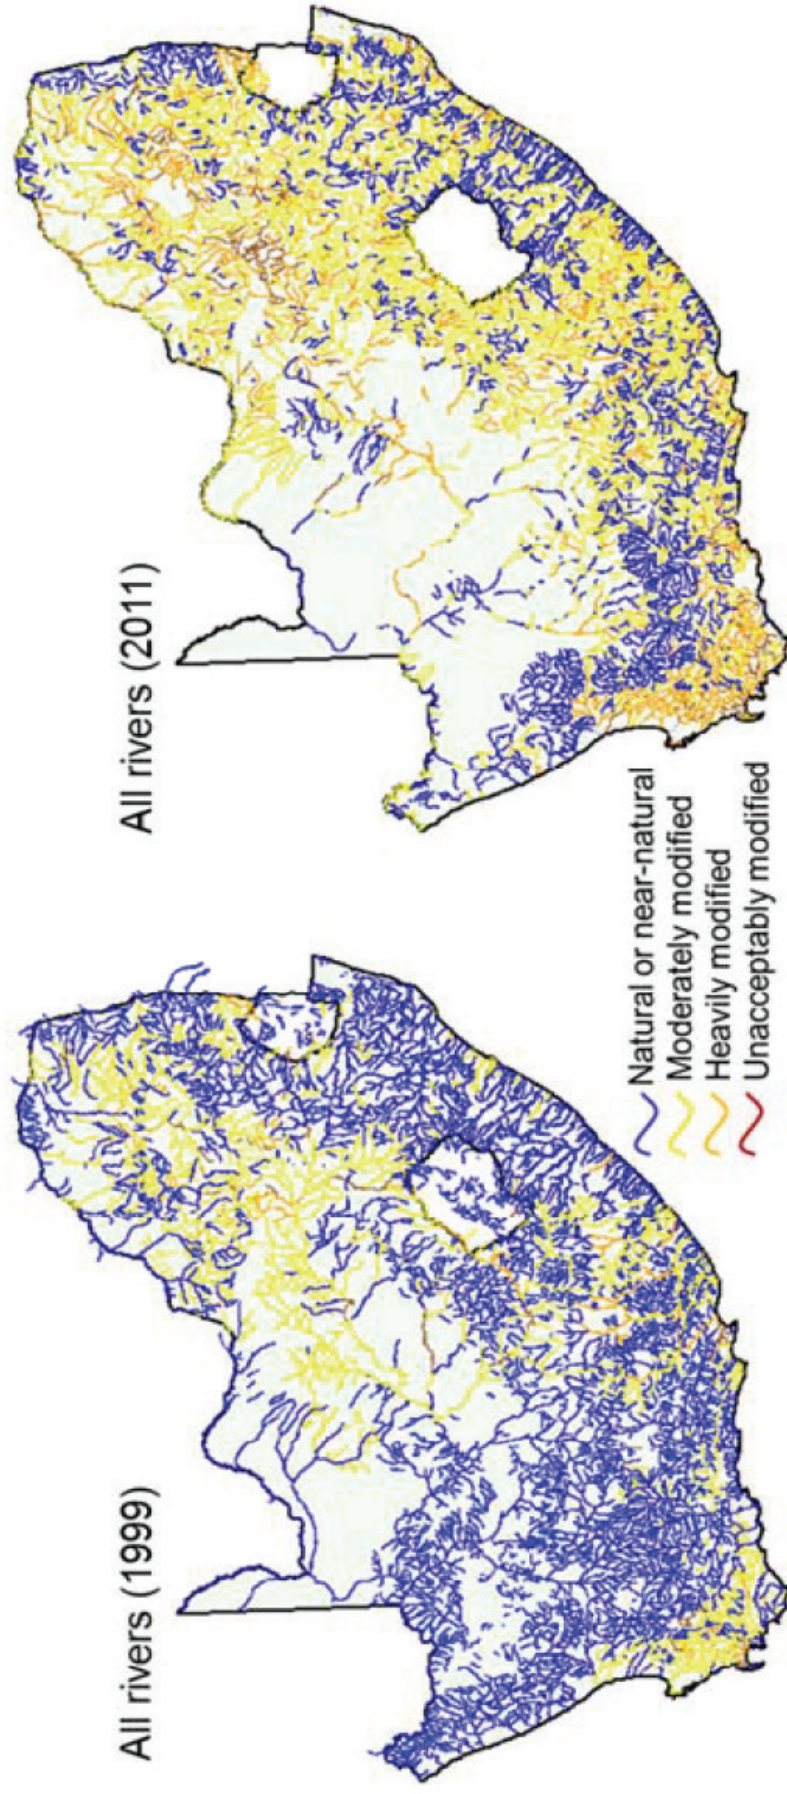 All rivers (1999)
All rivers (2011)
Natural or near-natural
Moderately modified
Heavily modified
Unacceptably modified